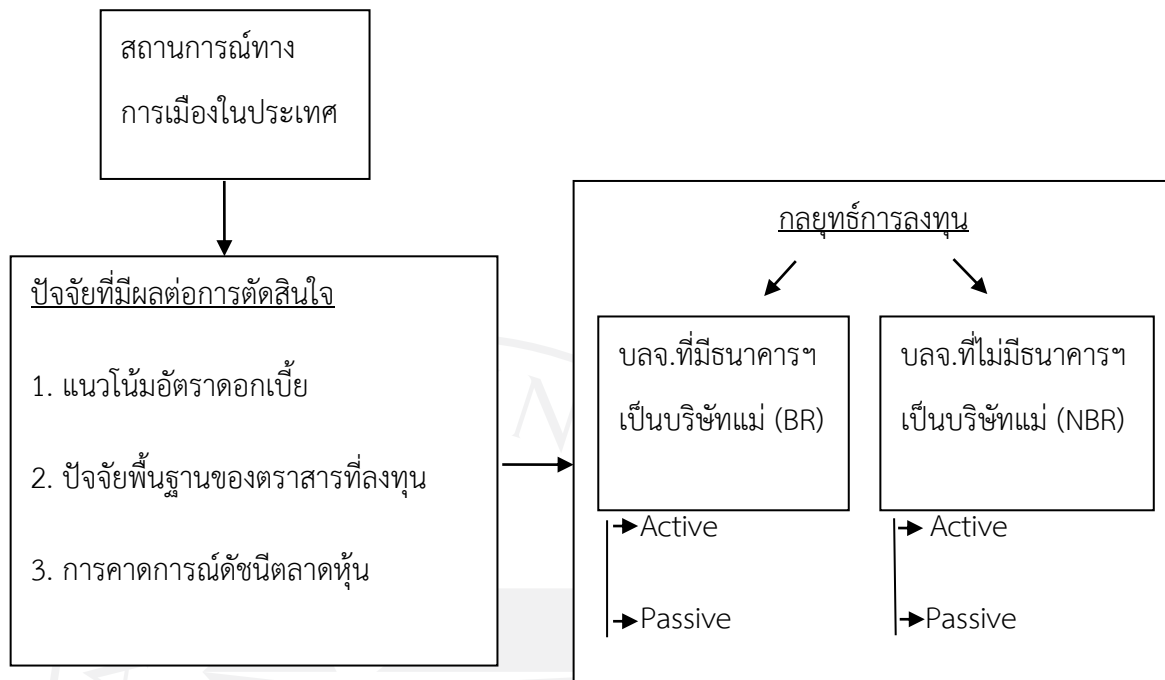 สถานการณ์ทาง
การเมืองในประเทศ
ปัจจัยที่มีผลต่อการตัดสินใจ
1. แนวโน้มอัตราดอกเบี้ย
2. ปัจจัยพื้นฐานของตราสารที่ลงทุน
3. การคาดการณ์ดัชนีตลาดหุ้น
กลยุทธ์การลงทุน
บลจ.ที่มีธนาคารฯ
เป็นบริษัทแม่ (BR)
Active
Passive
บลจ.ที่ไม่มีธนาคารฯ
เป็นบริษัทแม่ (NBR)
Active
Passive